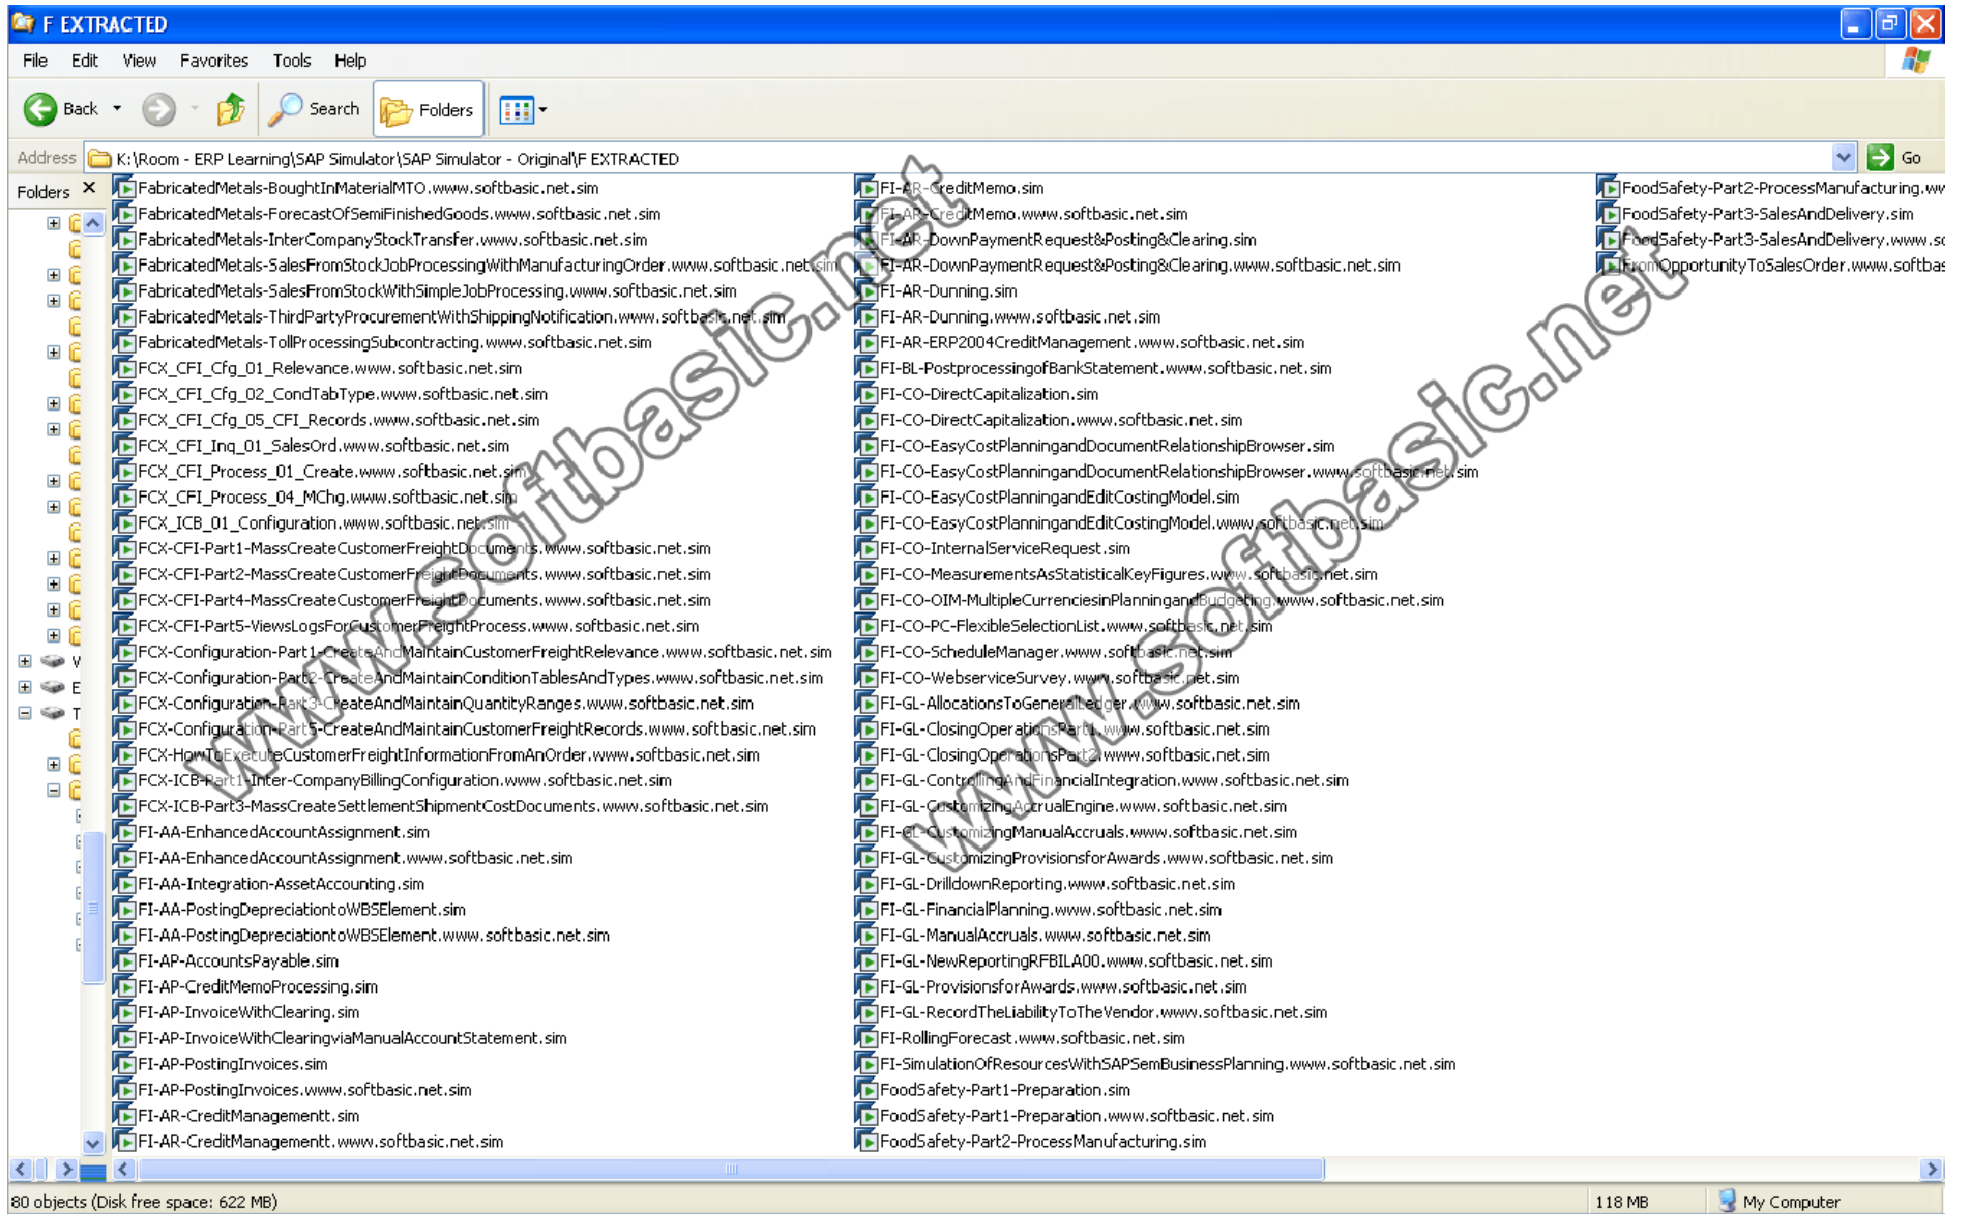 F EXTRACTED
File Edit View Favorites Tools Help
Back Search Folders
Address K:\Room - ERP Learning\SAP Simulator\SAP Simulator - Original\F EXTRACTED Go
Folders
FabricatedMetals-BoughtInMaterialMTO.www.softbasic.net.sim
FabricatedMetals-ForecastOfSemiFinishedGoods.www.softbasic.net.sim
FabricatedMetals-InterCompanyStockTransfer.www.softbasic.net.sim
FabricatedMetals-SalesFromStockJobProcessingWithManufacturingOrder.www.softbasic.net.sim
FabricatedMetals-SalesFromStockWithSimpleJobProcessing.www.softbasic.net.sim
FabricatedMetals-ThirdPartyProcurementWithShippingNotification.www.softbasic.net.sim
FabricatedMetals-TollProcessingSubcontracting.www.softbasic.net.sim
FCX_CFI_Cfg_01_Relevance.www.softbasic.net.sim
FCX_CFI_Cfg_02_CondTabType.www.softbasic.net.sim
FCX_CFI_Cfg_05_CFI_Records.www.softbasic.net.sim
FCX_CFI_Inq_01_SalesOrd.www.softbasic.net.sim
FCX_CFI_Process_01_Create.www.softbasic.net.sim
FCX_CFI_Process_04_MChg.www.softbasic.net.sim
FCX_ICB_01_Configuration.www.softbasic.net.sim
FCX-CFI-Part1-MassCreateCustomerFreightDocuments.www.softbasic.net.sim
FCX-CFI-Part2-MassCreateCustomerFreightDocuments.www.softbasic.net.sim
FCX-CFI-Part4-MassCreateCustomerFreightDocuments.www.softbasic.net.sim
FCX-CFI-Part5-ViewsLogsForCustomerFreightProcess.www.softbasic.net.sim
FCX-Configuration-Part1-CreateAndMaintainCustomerFreightRelevance.www.softbasic.net.sim
FCX-Configuration-Part2-CreateAndMaintainConditionTablesAndTypes.www.softbasic.net.sim
FCX-Configuration-Part3-CreateAndMaintainQuantityRanges.www.softbasic.net.sim
FCX-Configuration-Part5-CreateAndMaintainCustomerFreightRecords.www.softbasic.net.sim
FCX-HowToExecuteCustomerFreightInformationFromAnOrder.www.softbasic.net.sim
FCX-ICB-Part1-Inter-CompanyBillingConfiguration.www.softbasic.net.sim
FCX-ICB-Part3-MassCreateSettlementShipmentCostDocuments.www.softbasic.net.sim
FI-AA-EnhancedAccountAssignment.sim
FI-AA-EnhancedAccountAssignment.www.softbasic.net.sim
FI-AA-Integration-AssetAccounting.sim
FI-AA-PostingDepreciationtoWBSElement.sim
FI-AA-PostingDepreciationtoWBSElement.www.softbasic.net.sim
FI-AP-AccountsPayable.sim
FI-AP-CreditMemoProcessing.sim
FI-AP-InvoiceWithClearing.sim
FI-AP-InvoiceWithClearingviaManualAccountStatement.sim
FI-AP-PostingInvoices.sim
FI-AP-PostingInvoices.www.softbasic.net.sim
FI-AR-CreditManagementt.sim
FI-AR-CreditManagementt.www.softbasic.net.sim
FI-AR-CreditMemo.sim
FI-AR-CreditMemo.www.softbasic.net.sim
FI-AR-DownPaymentRequest&Posting&Clearing.sim
FI-AR-DownPaymentRequest&Posting&Clearing.www.softbasic.net.sim
FI-AR-Dunning.sim
FI-AR-Dunning.www.softbasic.net.sim
FI-AR-ERP2004CreditManagement.www.softbasic.net.sim
FI-BL-PostprocessingofBankStatement.www.softbasic.net.sim
FI-CO-DirectCapitalization.sim
FI-CO-DirectCapitalization.www.softbasic.net.sim
FI-CO-EasyCostPlanningandDocumentRelationshipBrowser.sim
FI-CO-EasyCostPlanningandDocumentRelationshipBrowser.www.softbasic.net.sim
FI-CO-EasyCostPlanningandEditCostingModel.sim
FI-CO-EasyCostPlanningandEditCostingModel.www.softbasic.net.sim
FI-CO-InternalServiceRequest.sim
FI-CO-MeasurementsAsStatisticalKeyFigures.www.softbasic.net.sim
FI-CO-OIM-MultipleCurrenciesinPlanningandBudgeting.www.softbasic.net.sim
FI-CO-PC-FlexibleSelectionList.www.softbasic.net.sim
FI-CO-ScheduleManager.www.softbasic.net.sim
FI-CO-WebserviceSurvey.www.softbasic.net.sim
FI-GL-AllocationsToGeneralLedger.www.softbasic.net.sim
FI-GL-ClosingOperationsPart1.www.softbasic.net.sim
FI-GL-ClosingOperationsPart2.www.softbasic.net.sim
FI-GL-ControllingAndFinancialIntegration.www.softbasic.net.sim
FI-GL-CustomizingAccrualEngine.www.softbasic.net.sim
FI-GL-CustomizingManualAccruals.www.softbasic.net.sim
FI-GL-CustomizingProvisionsforAwards.www.softbasic.net.sim
FI-GL-DrilldownReporting.www.softbasic.net.sim
FI-GL-FinancialPlanning.www.softbasic.net.sim
FI-GL-ManualAccruals.www.softbasic.net.sim
FI-GL-NewReportingRFBILA00.www.softbasic.net.sim
FI-GL-ProvisionsforAwards.www.softbasic.net.sim
FI-GL-RecordTheLiabilityToTheVendor.www.softbasic.net.sim
FI-RollingForecast.www.softbasic.net.sim
FI-SimulationOfResourcesWithSAPSemBusinessPlanning.www.softbasic.net.sim
FoodSafety-Part1-Preparation.sim
FoodSafety-Part1-Preparation.www.softbasic.net.sim
FoodSafety-Part2-ProcessManufacturing.sim
FoodSafety-Part2-ProcessManufacturing.ww
FoodSafety-Part3-SalesAndDelivery.sim
FoodSafety-Part3-SalesAndDelivery.www.so
FromOpportunityToSalesOrder.www.softbas
V
E
T
www.softbasic.net
www.softbasic.net
80 objects (Disk free space: 622 MB) 118 MB My Computer